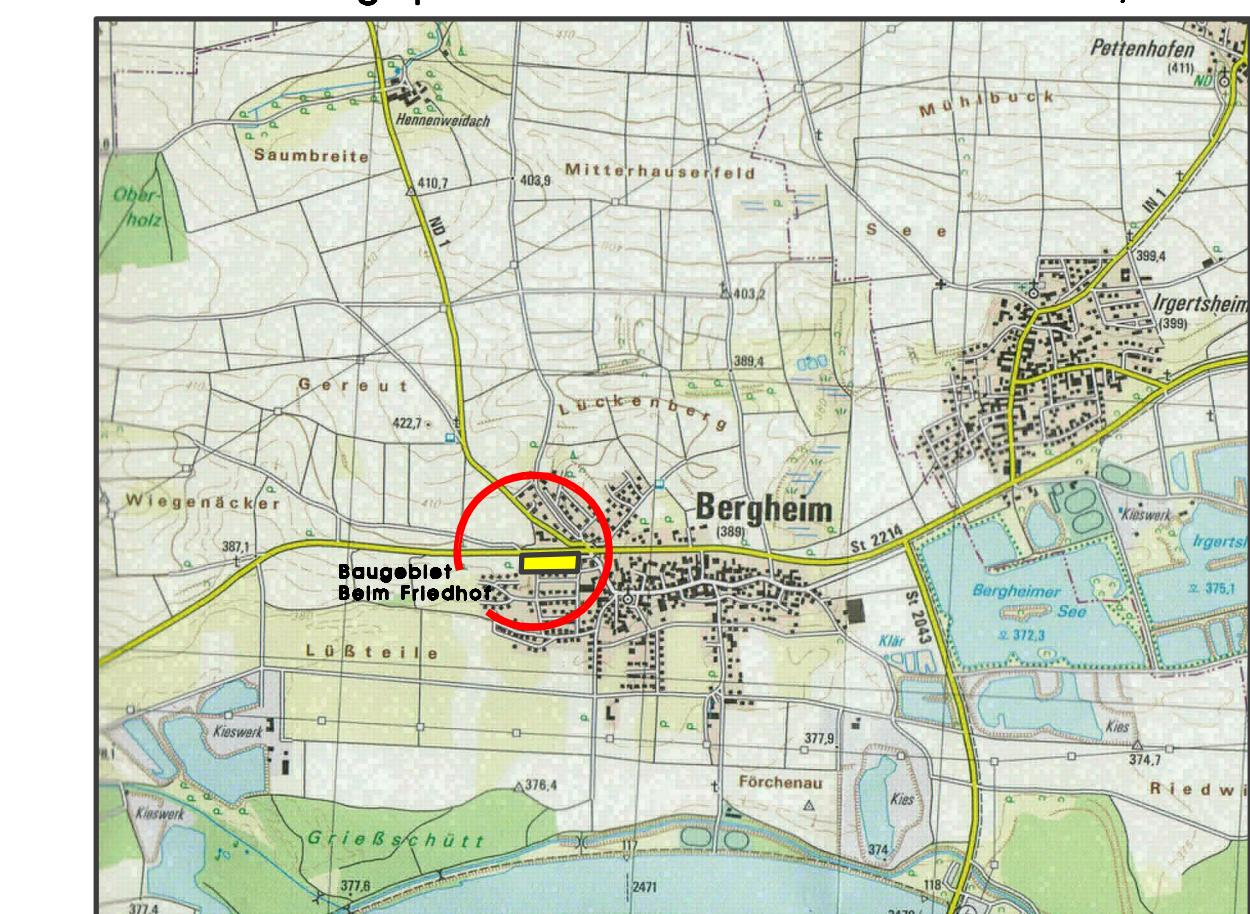 Pettenhofen
(411)
ND
Mühlbuck
Hennenweidach
Saumbreite
Mitterhauserfeld
403,9
410,7
Ober-
holz
ND 1
IN 1
See
399,4
403,2
Irgertsheim
(399)
389,4
Gereut
Lückenberg
422,7
Wiegenäcker
410
Bergheim
(389)
St 2214
Kieswerk
387,1
Baugebiet
Beim Friedhof
Bergheimer
See
372,3
375,1
St 2043
Klär
Lüßteile
Kieswerk
Kies
377,9
374,7
Förchenau
376,4
Riedwi
Kies
Kieswerk
Grießschütt
374
117
377,6
2471
118
377,4